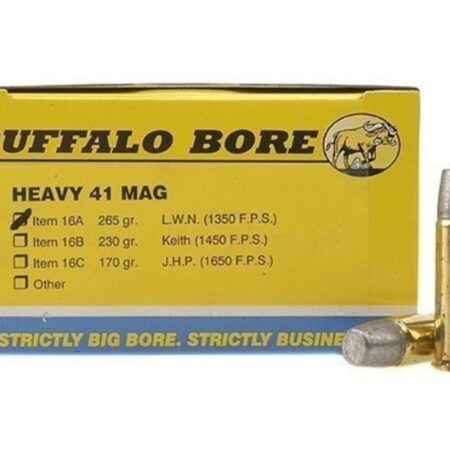 UFFALO BORE
HEAVY 41 MAG
Item 16A 265 gr. L.W.N. (1350 F.P.S.)
Item 16B 230 gr. Keith (1450 F.P.S.)
Item 16C 170 gr. J.H.P. (1650 F.P.S.)
Other
STRICTLY BIG BORE. STRICTLY BUSINE